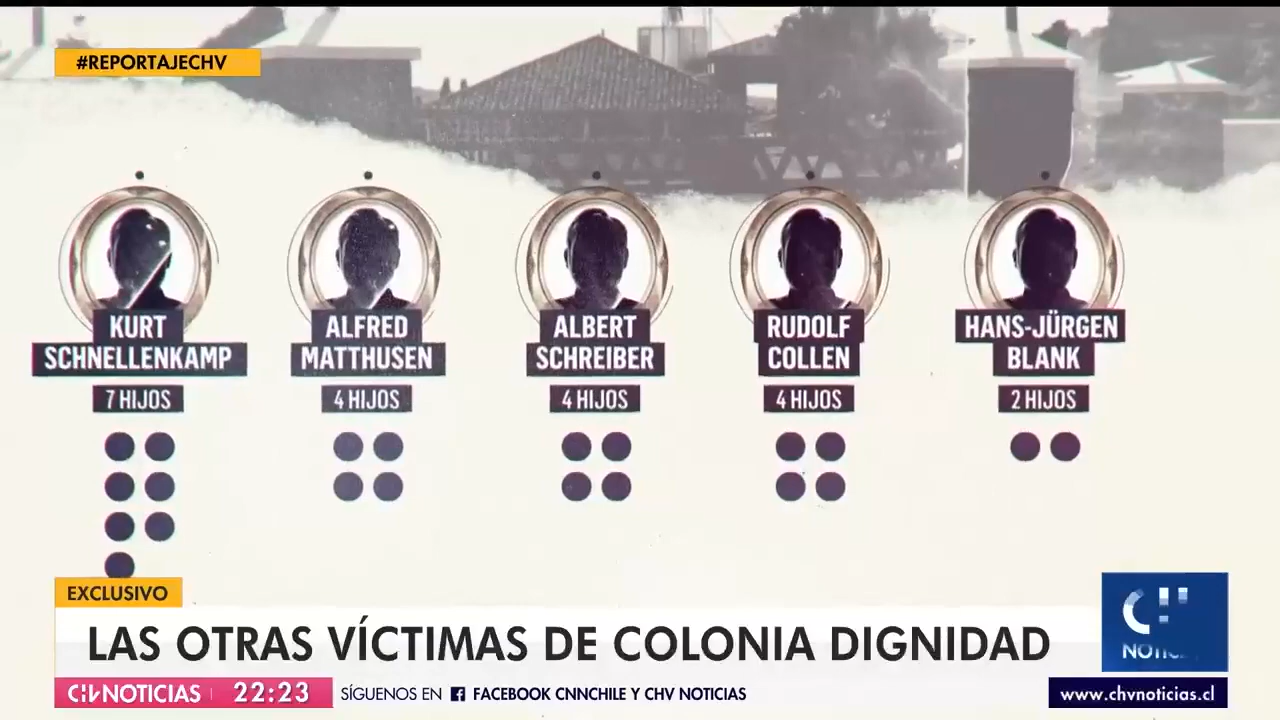 #REPORTAJECHV
KURT
SCHNELLENKAMP
7 HIJOS
ALFRED
MATTHUSEN
4 HIJOS
ALBERT
SCHREIBER
4 HIJOS
RUDOLF
COLLEN
4 HIJOS
HANS-JÜRGEN
BLANK
2 HIJOS
EXCLUSIVO
LAS OTRAS VÍCTIMAS DE COLONIA DIGNIDAD
CHV NOTICIAS 22:23 SÍGUENOS EN FACEBOOK CNNCHILE Y CHV NOTICIAS
www.chvnoticias.cl